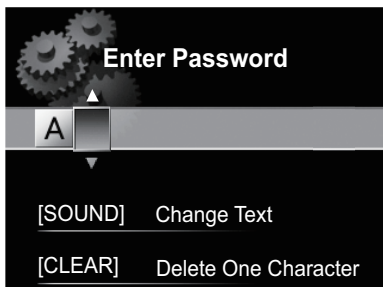 Enter Password
A
[SOUND] Change Text
[CLEAR] Delete One Character